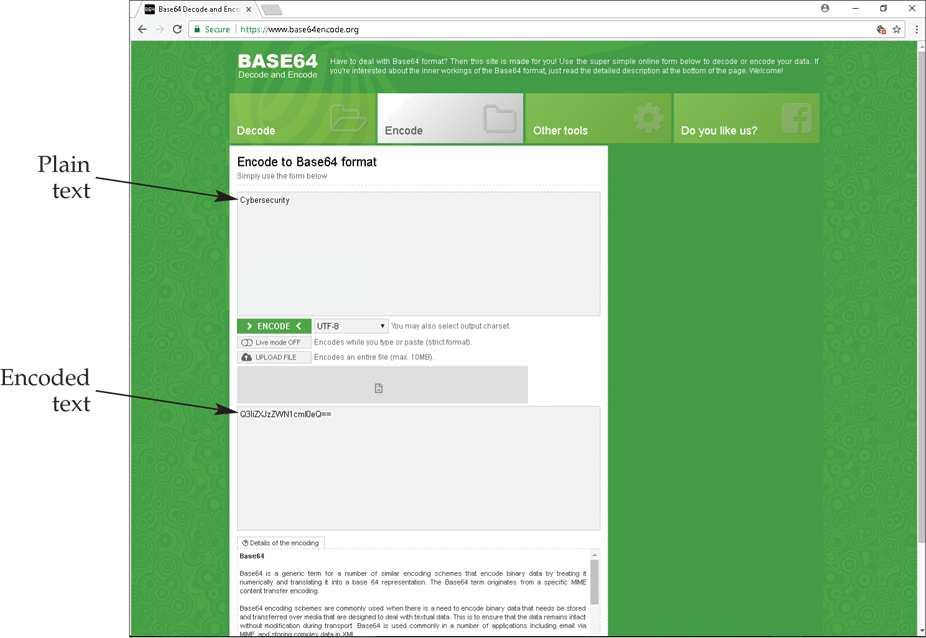 Base64 Decode and Enco
Secure | https://www.base64encode.org
BASE64
Decode and Encode
Have to deal with Base64 format? Then this site is made for you! Use the super simple online form below to decode or encode your data. If
you're interested about the inner workings of the Base64 format, just read the detailed description at the bottom of the page. Welcome!
Decode
Encode
Other tools
Do you like us?
Encode to Base64 format
Simply use the form below
Plain
text
Cybersecurity
> ENCODE < UTF-8 You may also select output charset.
Live mode OFF Encodes while you type or paste (strict format).
UPLOAD FILE Encodes an entire file (max. 10MB).
Encoded
text
Q3liZXJzZWN1cml0eQ==
Details of the encoding
Base64
Base64 is a generic term for a number of similar encoding schemes that encode binary data by treating it
numerically and translating it into a base 64 representation. The Base64 term originates from a specific MIME
content transfer encoding.
Base64 encoding schemes are commonly used when there is a need to encode binary data that needs be stored
and transferred over media that are designed to deal with textual data. This is to ensure that the data remains intact
without modification during transport. Base64 is used commonly in a number of applications including email via
MIME, and storing complex data in XML.